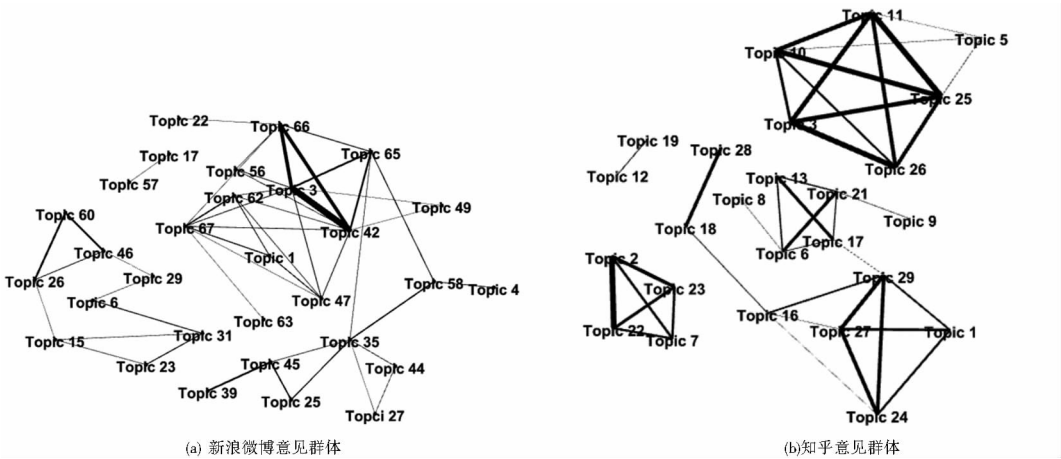 Topic 22
Topic 66
Topic 17
Topic 65
Topic 57
Topic 56
Topic 62
Topic 3
Topic 49
Topic 60
Topic 67
Topic 42
Topic 46
Topic 1
Topic 26
Topic 29
Topic 58
Topic 4
Topic 6
Topic 47
Topic 63
Topic 15
Topic 31
Topic 35
Topic 23
Topic 45
Topic 44
Topic 39
Topic 25
Topci 27
(a) 新浪微博意见群体
Topic 11
Topic 5
Topic 10
Topic 25
Topic 3
Topic 26
Topic 19
Topic 28
Topic 12
Topic 13
Topic 21
Topic 8
Topic 9
Topic 18
Topic 17
Topic 6
Topic 2
Topic 23
Topic 29
Topic 16
Topic 22
Topic 7
Topic 27
Topic 1
Topic 24
(b)知乎意见群体